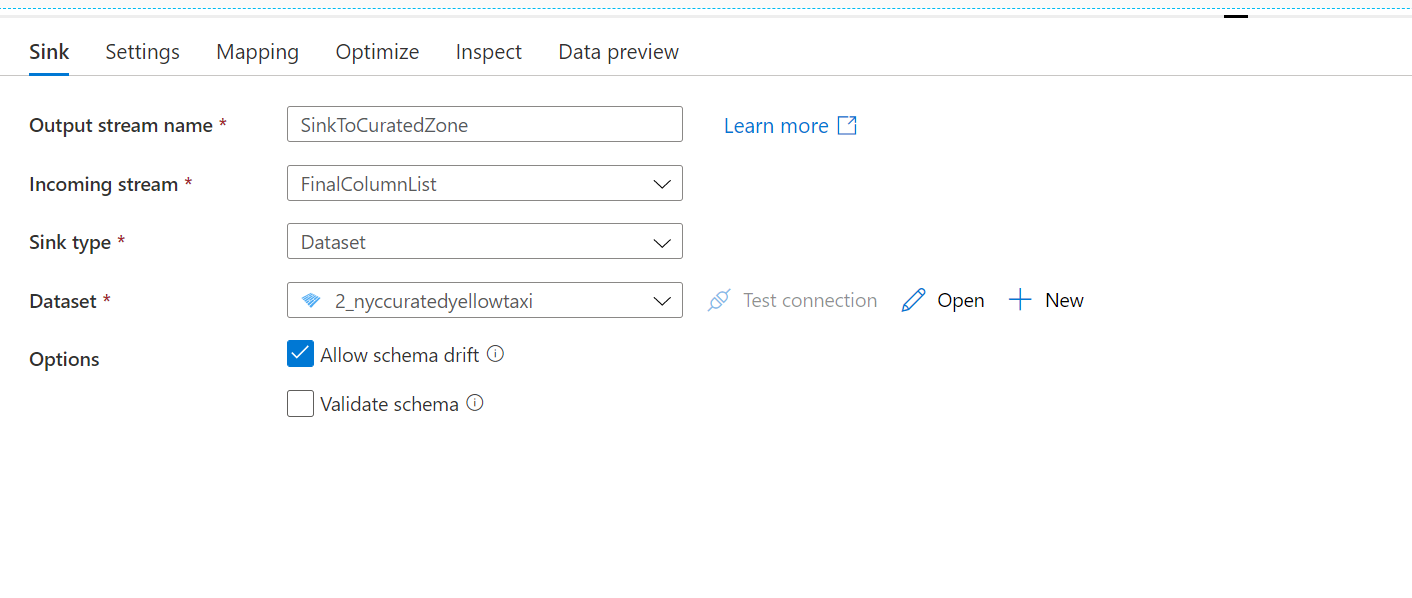 Sink Settings Mapping Optimize Inspect Data preview
Output stream name * SinkToCuratedZone Learn more
Incoming stream * FinalColumnList
Sink type * Dataset
Dataset * 2_nyccuratedyellowtaxi Test connection Open New
Options Allow schema drift
Validate schema